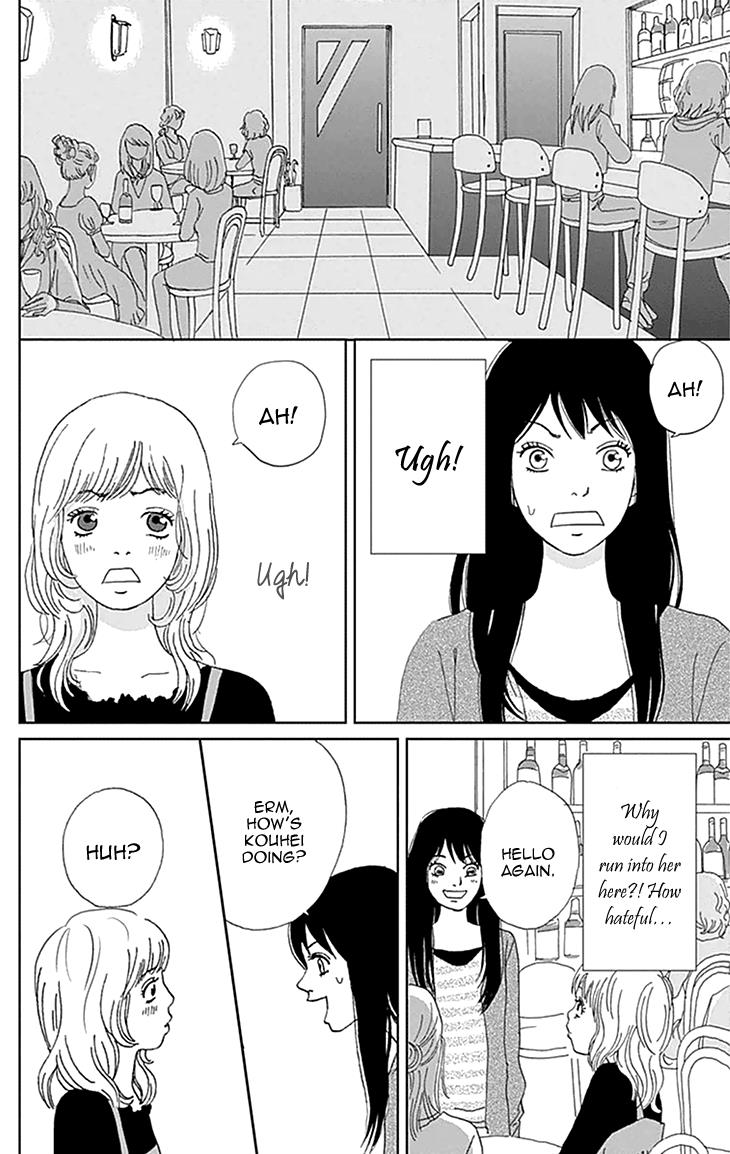 AH!
Ugh!
AH!
Ugh!
Why
would I
run into her
here?! How
hateful...
HELLO
AGAIN.
ERM,
HOW'S
KOUHEI
DOING?
HUH?